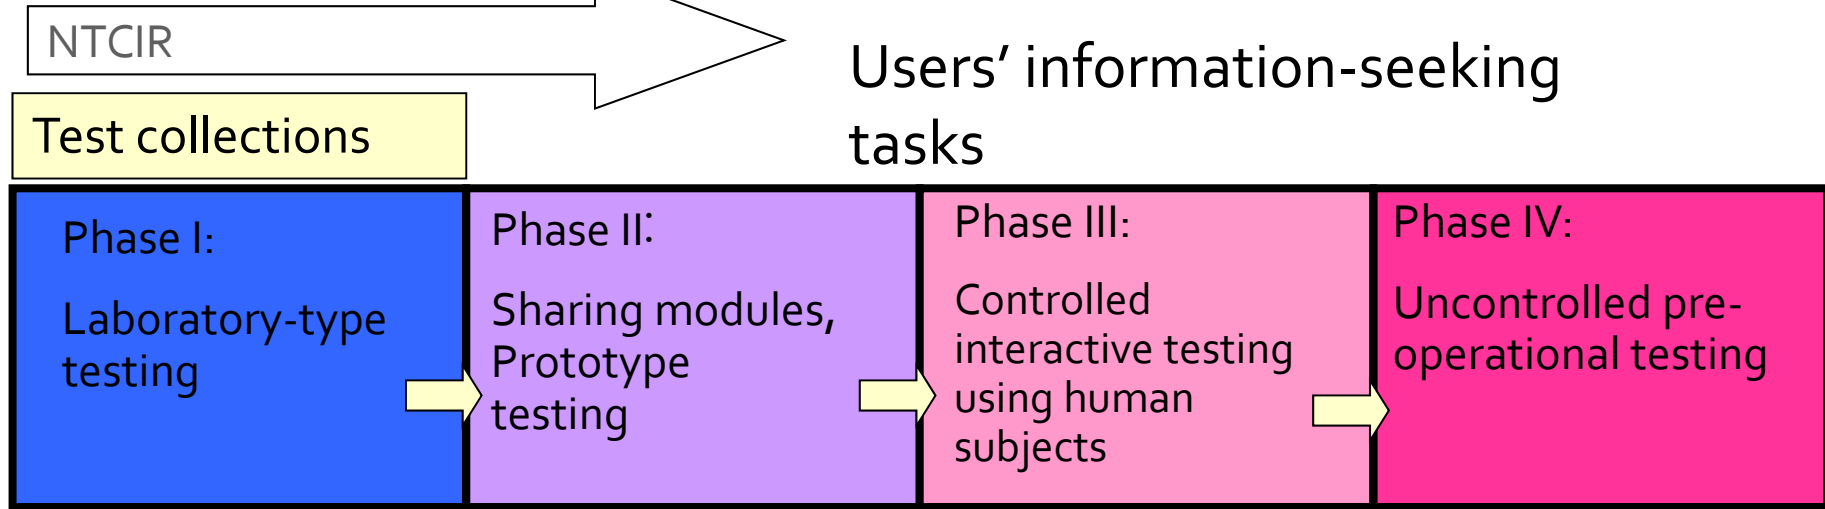 NTCIR
Users’ information-seeking
tasks
Test collections
Phase I:
Laboratory-type
testing
Phase II:
Sharing modules,
Prototype
testing
Phase III:
Controlled
interactive testing
using human
subjects
Phase IV:
Uncontrolled pre-
operational testing